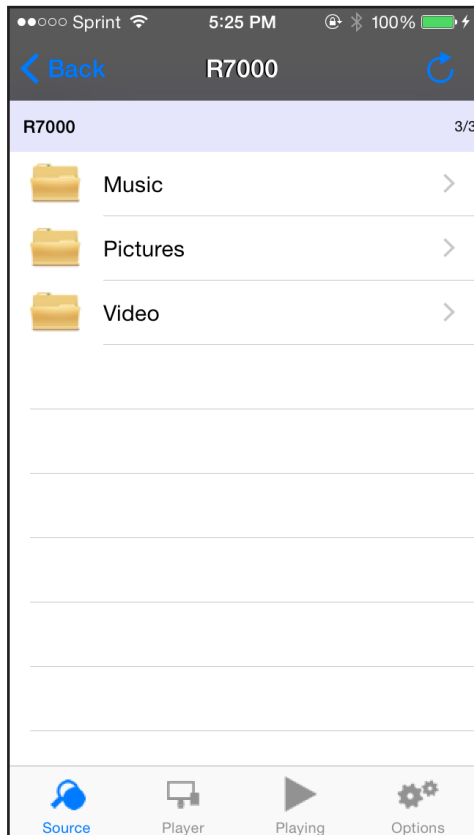 Sprint 5:25 PM 100%
Back R7000
R7000 3/3
Music
Pictures
Video
Source Player Playing Options